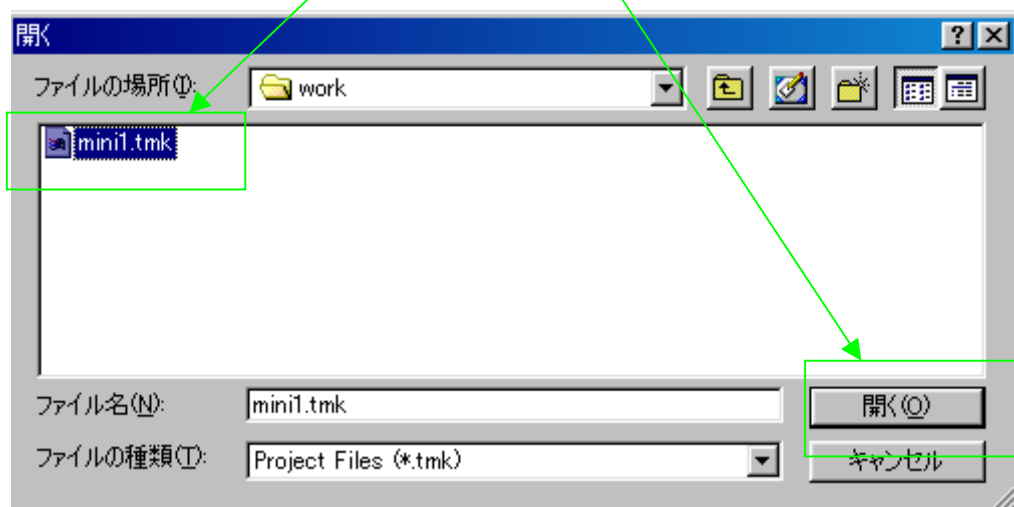 開く
ファイルの場所(I):
work
mini1.tmk
ファイル名(N):
mini1.tmk
開く(O)
ファイルの種類(T):
Project Files (*.tmk)
キャンセル